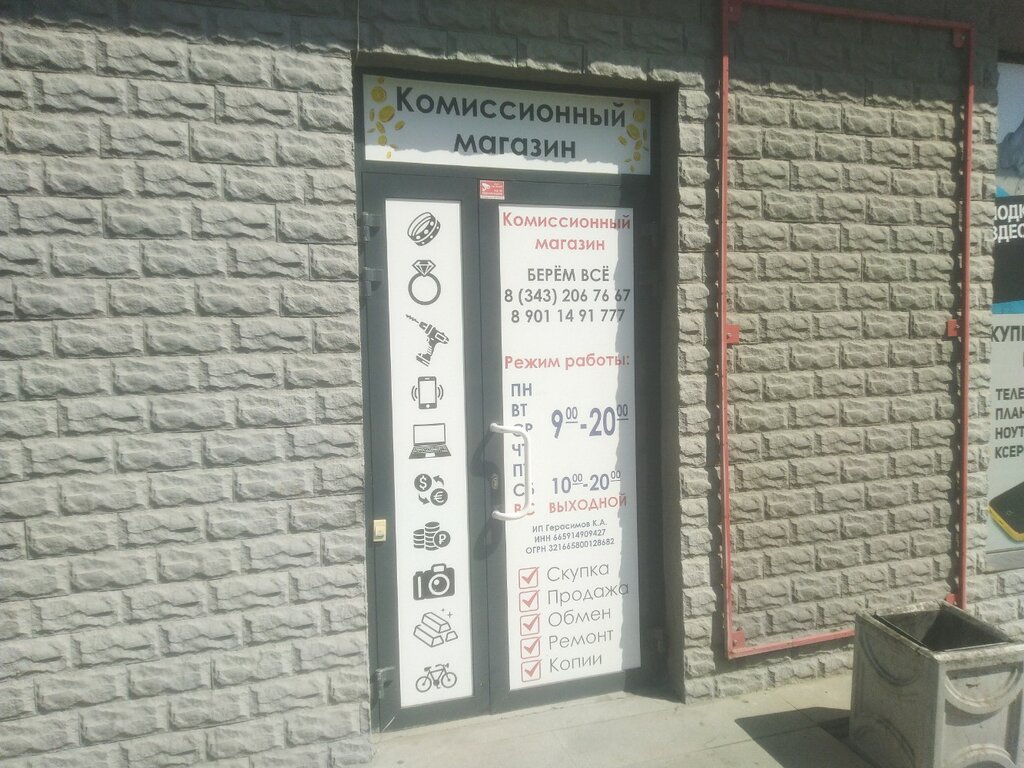 Комиссионный
магазин
Комиссионный
магазин
БЕРЁМ ВСЁ
8 (343) 206 76 67
8 901 14 91 777
Режим работы:
ПН
ВТ
СР
9⁰⁰-20⁰⁰
10⁰⁰-20⁰⁰
ВЫХОДНОЙ
ИП Герасимов К.А.
ИНН 665914909427
ОГРН 321665800128682
Скупка
Продажа
Обмен
Ремонт
Копии